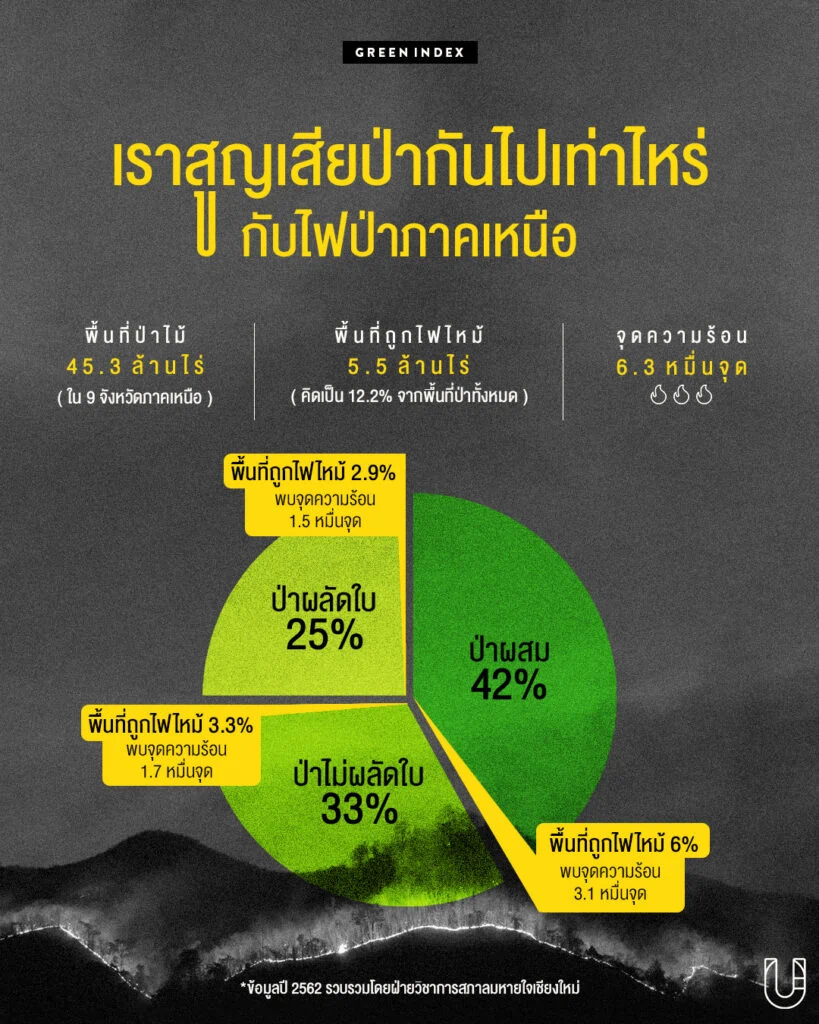 GREEN INDEX
เราสูญเสียป่ากันไปเท่าไหร่
กับไฟป่าภาคเหนือ
พื้นที่ป่าไม้
45.3 ล้านไร่
( ใน 9 จังหวัดภาคเหนือ )
พื้นที่ถูกไฟไหม้
5.5 ล้านไร่
( คิดเป็น 12.2% จากพื้นที่ป่าทั้งหมด )
จุดความร้อน
6.3 หมื่นจุด
พื้นที่ถูกไฟไหม้ 2.9%
พบจุดความร้อน
1.5 หมื่นจุด
ป่าผลัดใบ
25%
ป่าผสม
42%
พื้นที่ถูกไฟไหม้ 3.3%
พบจุดความร้อน
1.7 หมื่นจุด
ป่าไม่ผลัดใบ
33%
พื้นที่ถูกไฟไหม้ 6%
พบจุดความร้อน
3.1 หมื่นจุด
*ข้อมูลปี 2562 รวบรวมโดยฝ่ายวิชาการสภาลมหายใจเชียงใหม่
U